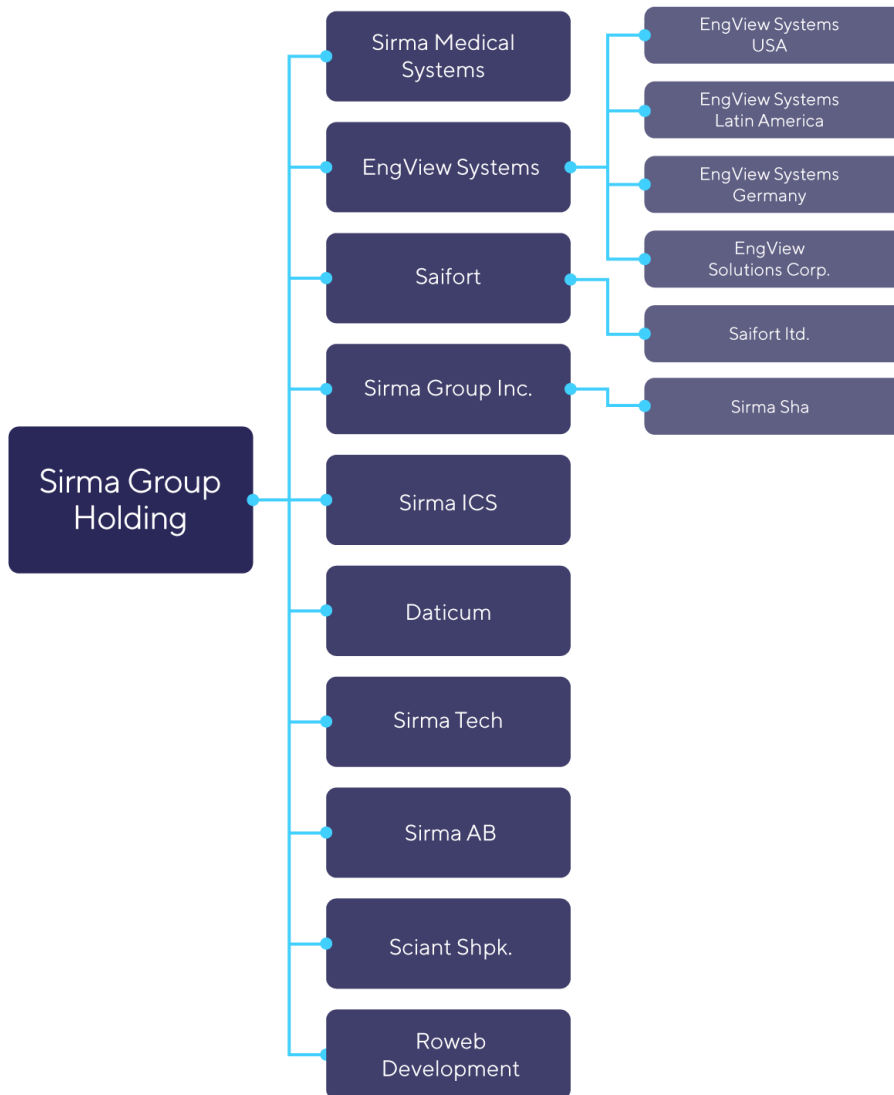 Sirma Group
Holding
Sirma Medical
Systems
EngView Systems
Saifort
Sirma Group Inc.
Sirma ICS
Daticum
Sirma Tech
Sirma AB
Sciant Shpk.
Roweb
Development
EngView Systems
USA
EngView Systems
Latin America
EngView Systems
Germany
EngView
Solutions Corp.
Saifort ltd.
Sirma Sha